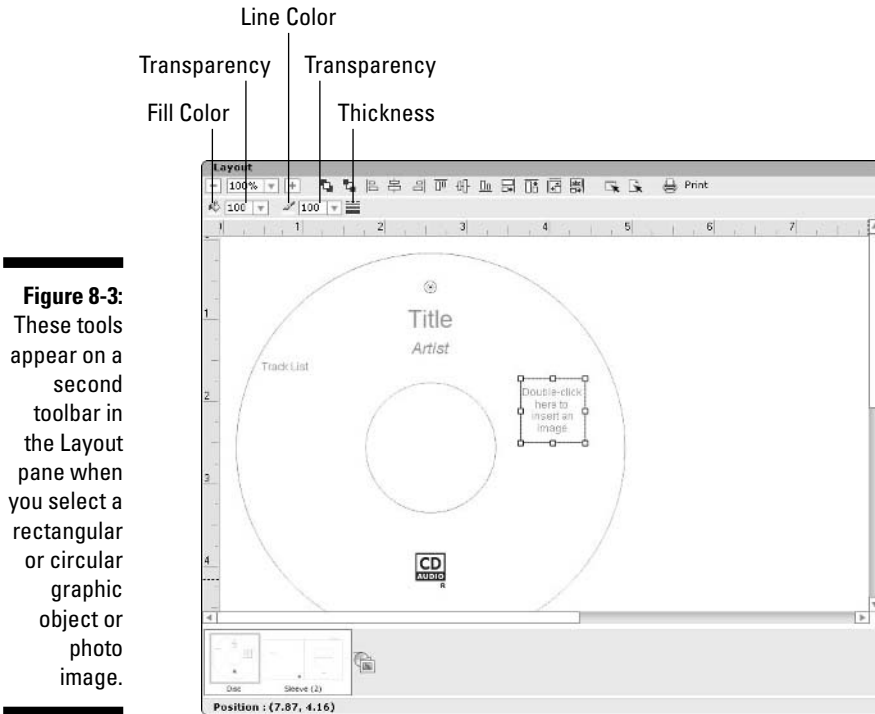 Line Color
Transparency Transparency
Fill Color Thickness
Layout
100% Print
100 100
1 2 3 4 5 6 7
1
2
3
4
Title
Artist
Track List
Double-click
here to
insert an
image.
CD
AUDIO
R
Disc Sleeve (2)
Position : (7.87, 4.16)
Figure 8-3:
These tools
appear on a
second
toolbar in
the Layout
pane when
you select a
rectangular
or circular
graphic
object or
photo
image.